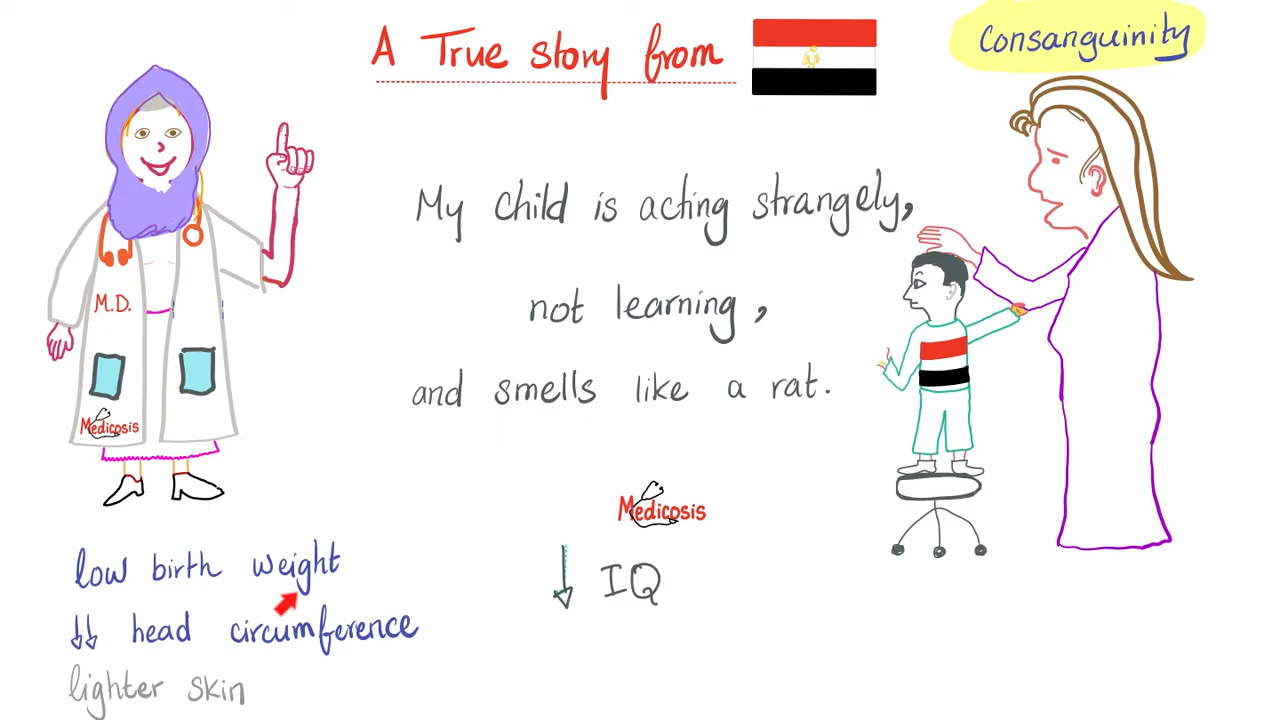 A True story from
Consanguinity
My child is acting strangely,
not learning,
and smells like a rat.
M.D.
Medicosis
Medicosis
↓ IQ
low birth weight
↓↓ head circumference
lighter skin